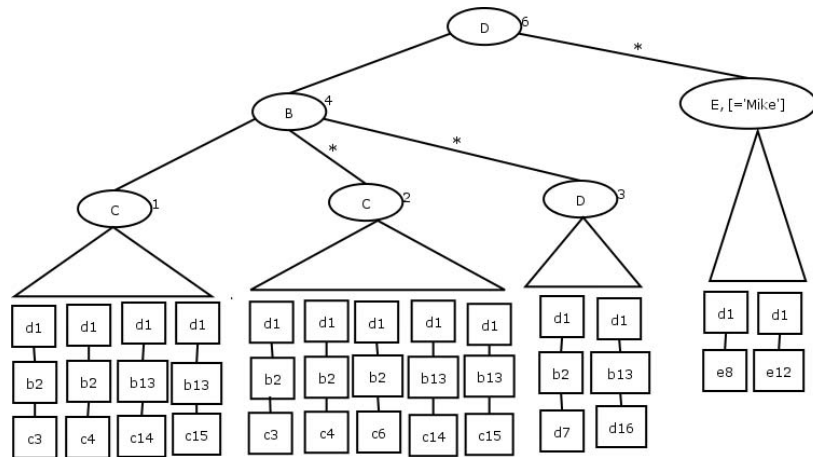 D 6
*
B 4
E, [='Mike']
* *
C 1 C 2 D 3
d1 d1 d1 d1 d1 d1 d1 d1 d1 d1 d1 d1 d1
b2 b2 b13 b13 b2 b2 b2 b13 b13 b2 b13 e8 e12
c3 c4 c14 c15 c3 c4 c6 c14 c15 d7 d16